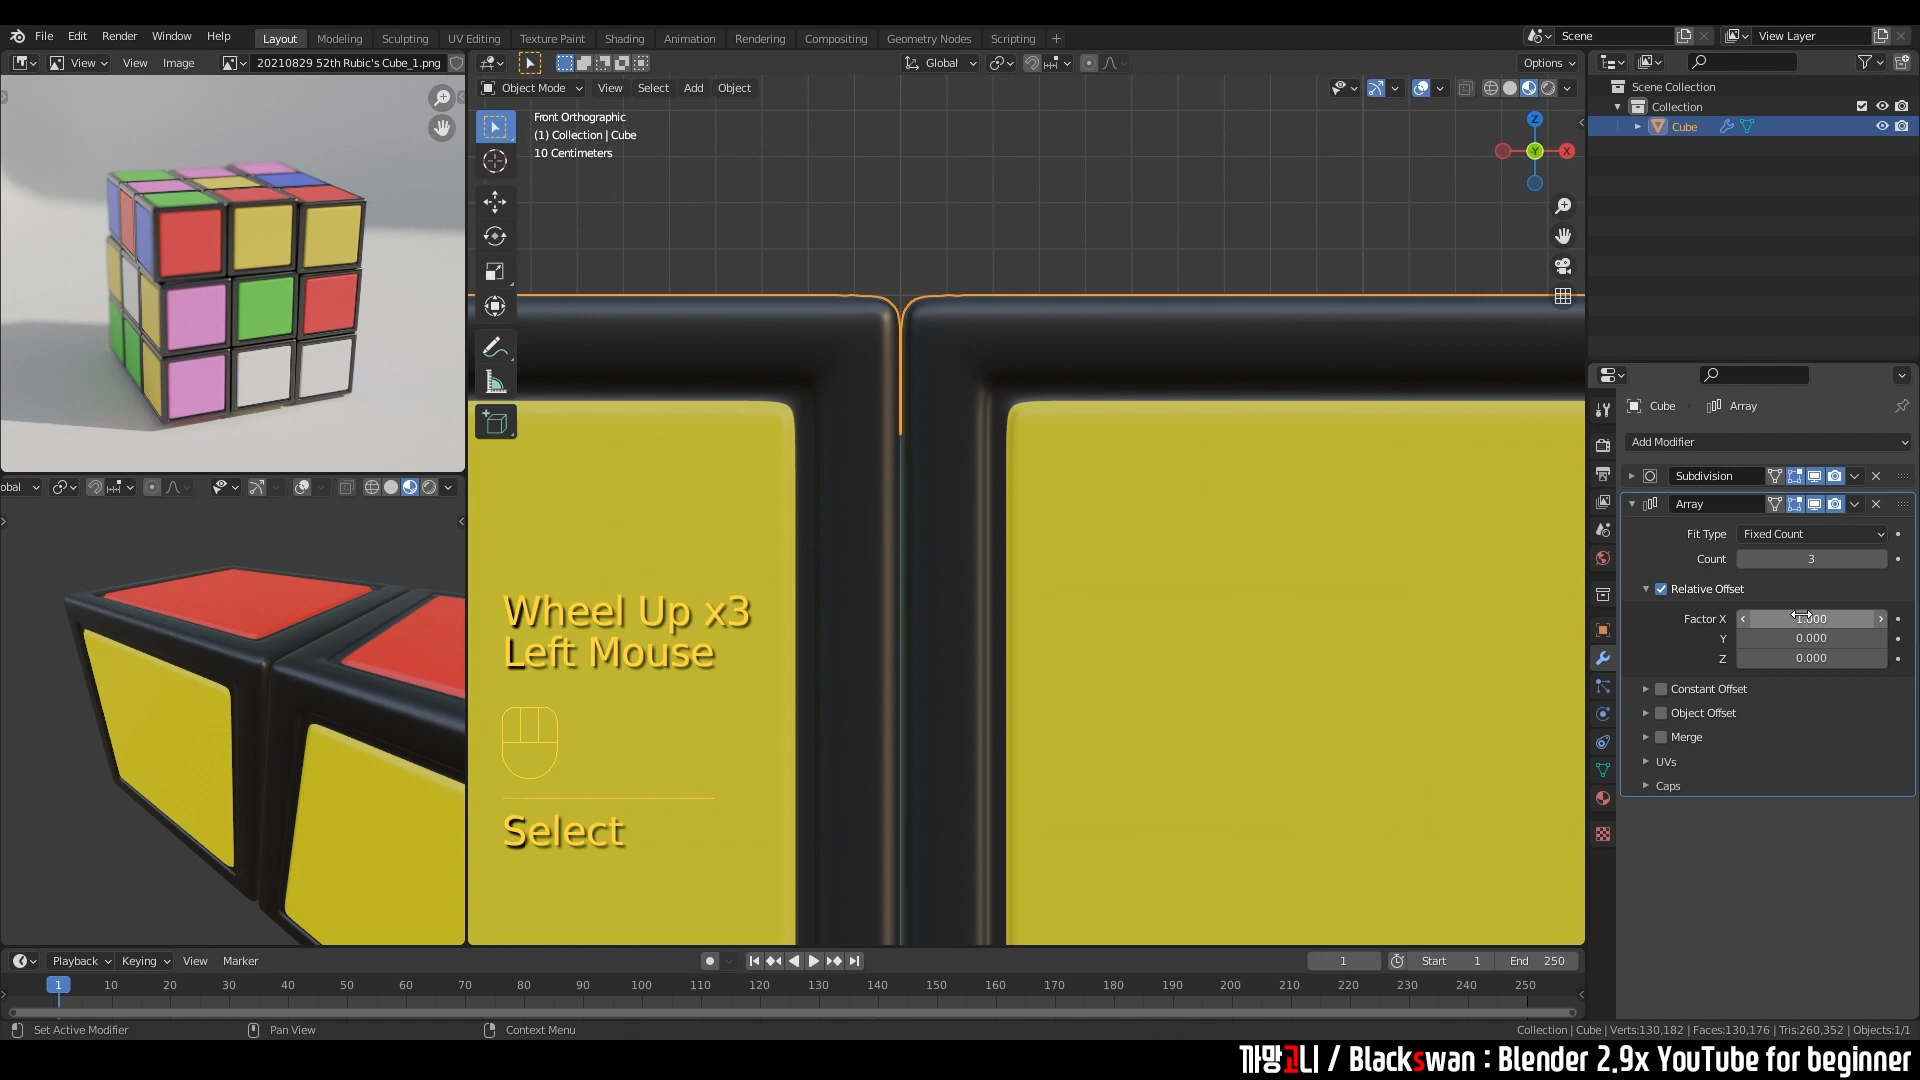 File Edit Render Window Help
Layout Modeling Sculpting UV Editing Texture Paint Shading Animation Rendering Compositing Geometry Nodes Scripting +
Scene
View Layer
View View Image
20210829 52th Rubic's Cube_1.png
Global
Options
Object Mode View Select Add Object
Front Orthographic
(1) Collection | Cube
10 Centimeters
Z
Y
X
Scene Collection
Collection
Cube
Cube
Array
Add Modifier
Subdivision
Array
Fit Type Fixed Count
Count 3
Relative Offset
Factor X 1.000
Y 0.000
Z 0.000
Constant Offset
Object Offset
Merge
UVs
Caps
obal
Wheel Up x3
Left Mouse
Select
Playback Keying View Marker
1
Start 1
End 250
1 10 20 30 40 50 60 70 80 90 100 110 120 130 140 150 160 170 180 190 200 210 220 230 240 250
Set Active Modifier
Pan View
Context Menu
Collection | Cube | Verts:130,182 | Faces:130,176 | Tris:260,352 | Objects:1/1
까망고니 / Blackswan : Blender 2.9x YouTube for beginner